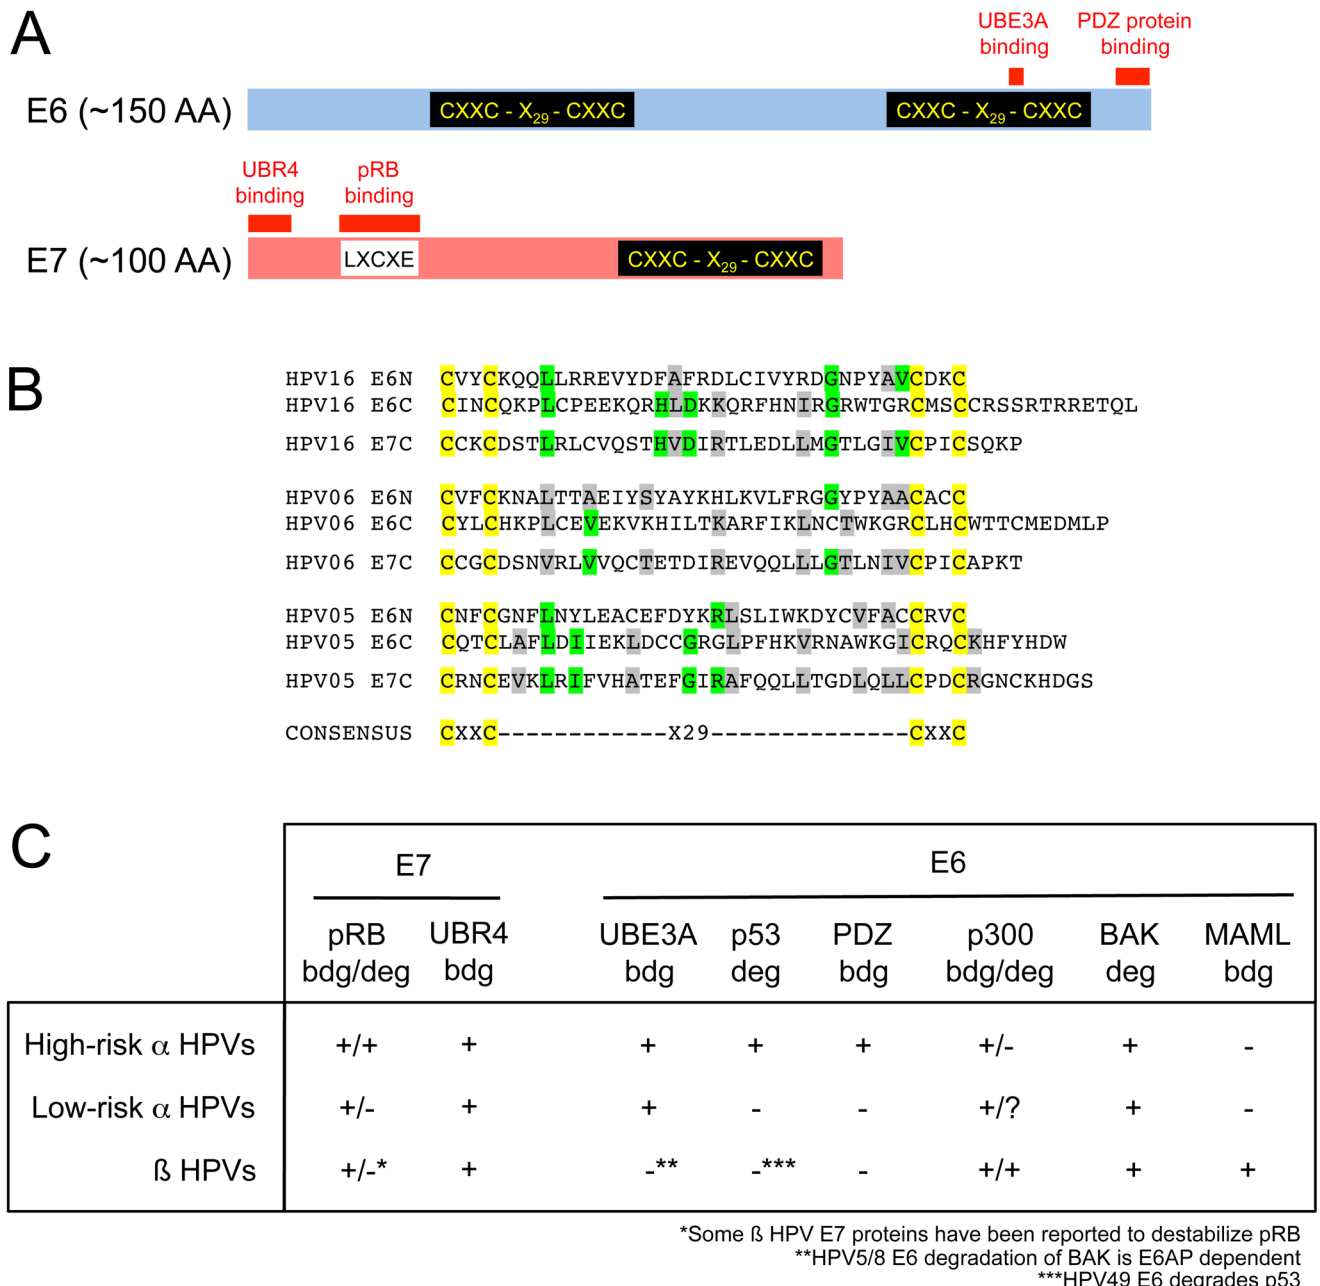 A
UBE3A binding
PDZ protein binding
E6 (~150 AA)
CXXC - X29 - CXXC
CXXC - X29 - CXXC
UBR4 binding
pRB binding
E7 (~100 AA)
LXCXE
CXXC - X29 - CXXC
B
HPV16 E6N CVYCKQQLLRREVYDFAFRDLCIVYRDGNPYAVCDKC
HPV16 E6C CINCQKPLCPEEKQRHLDKKQRFHNIRGRWTGRCMSCCRSSRTRRETQL
HPV16 E7C CCKCDSTLRLCVQSTHVDIRTLEDLLMGTLGIVCPICSQKP
HPV06 E6N CVFCKNALTTAEIYSYAYKHLKVLFRGGYPYAACACC
HPV06 E6C CYLCHKPLCEVEKVKHILTKARFIKLNCTWKGRCLHCWTTCMEDMLP
HPV06 E7C CCGCDSNVRLVVQCTETDIREVQQLLLGTLNIVCPICAPKT
HPV05 E6N CNFCGNFLNYLEACEFDYKRLSLIWKDYCVFACCRVC
HPV05 E6C CQTCLAFLDIIEKLDCCGRGLPFHKVRNAWKGICRQCKHFYHDW
HPV05 E7C CRNCEVKLRIFVHATEFGIRAFQQLLTGDLQLLCPDCRGNCKHDGS
CONSENSUS CXXC------------X29--------------CXXC
C
E7 E6
pRB bdg/deg
UBR4 bdg
UBE3A bdg
p53 deg
PDZ bdg
p300 bdg/deg
BAK deg
MAML bdg
High-risk α HPVs +/+ + + + + +/- + -
Low-risk α HPVs +/- + + - - +/? + -
ß HPVs +/-* + -** -*** - +/+ + +
*Some ß HPV E7 proteins have been reported to destabilize pRB
**HPV5/8 E6 degradation of BAK is E6AP dependent
***HPV49 E6 degrades p53